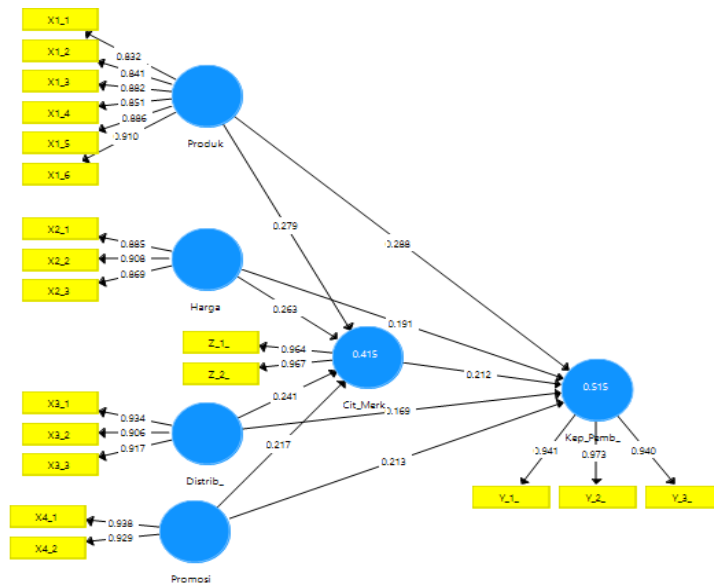 X1_1
0.832
X1_2
0.841
X1_3
0.882
X1_4
0.851
X1_5
0.886
X1_6
0.910
Produk
0.279
0.288
X2_1
0.885
X2_2
0.908
X2_3
0.869
Harga
0.263
0.191
Z_1_
0.964
Z_2_
0.967
0.415
Cit_Merk_
0.212
0.515
Kep_Pemb_
X3_1
0.934
X3_2
0.906
X3_3
0.917
Distrib_
0.241
0.169
0.217
0.213
0.941
0.973
0.940
Y_1_
Y_2_
Y_3_
X4_1
0.938
X4_2
0.929
Promosi